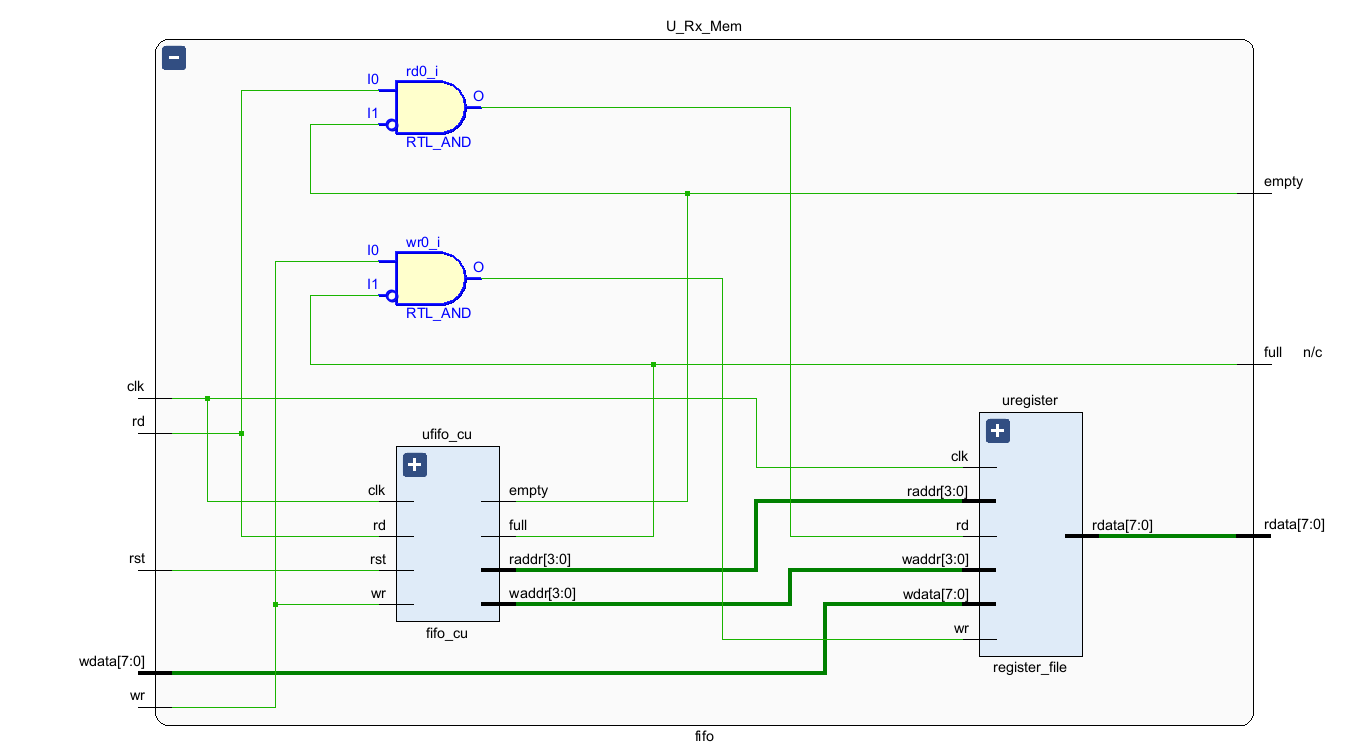 U_Rx_Mem
rd0_i
I0
O
I1
RTL_AND
empty
wr0_i
I0
O
I1
RTL_AND
full n/c
clk
rd
uregister
ufifo_cu
clk
clk empty
raddr[3:0]
rd full
rd
rdata[7:0]
rdata[7:0]
rst
rst raddr[3:0]
waddr[3:0]
wr waddr[3:0]
wdata[7:0]
fifo_cu
wr
wdata[7:0]
register_file
wr
fifo